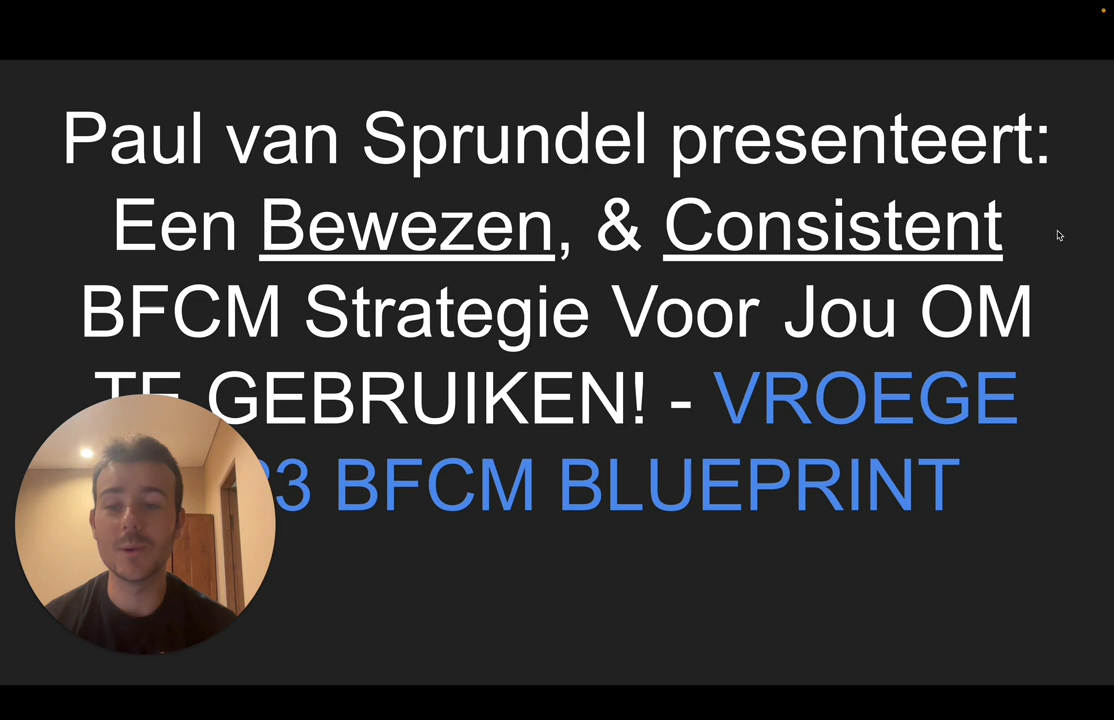 Paul van Sprundel presenteert:
Een Bewezen, & Consistent
BFCM Strategie Voor Jou OM
TE GEBRUIKEN! - VROEGE
BFCM BLUEPRINT